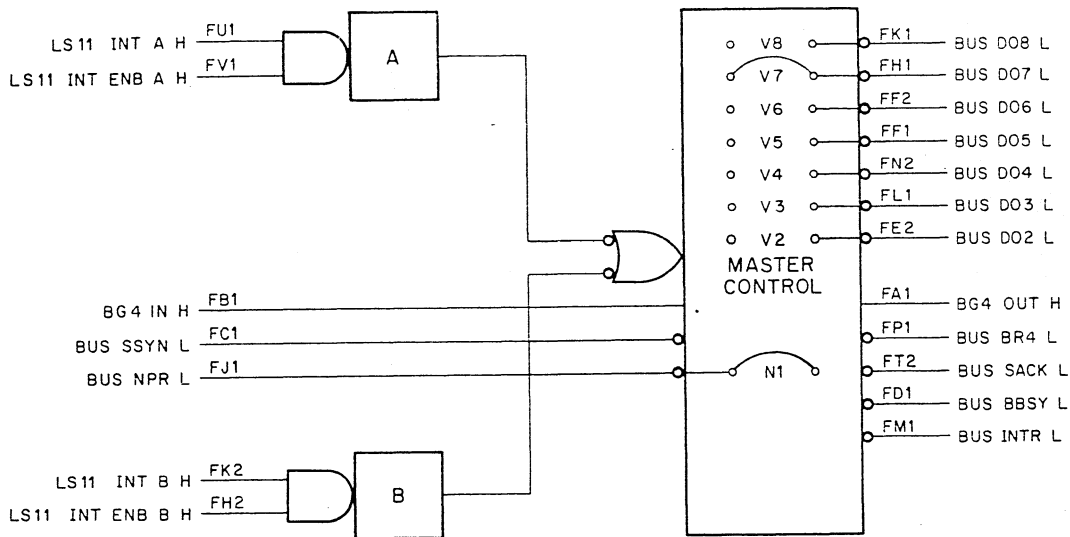 LS11 INT A H FU1
LS11 INT ENB A H FV1
A
V8 FK1 BUS D08 L
V7 FH1 BUS D07 L
V6 FF2 BUS D06 L
V5 FF1 BUS D05 L
V4 FN2 BUS D04 L
V3 FL1 BUS D03 L
V2 FE2 BUS D02 L
MASTER
CONTROL
BG4 IN H FB1
FA1 BG4 OUT H
BUS SSYN L FC1
FP1 BUS BR4 L
BUS NPR L FJ1
N1
FT2 BUS SACK L
FD1 BUS BBSY L
FM1 BUS INTR L
LS11 INT B H FK2
LS11 INT ENB B H FH2
B